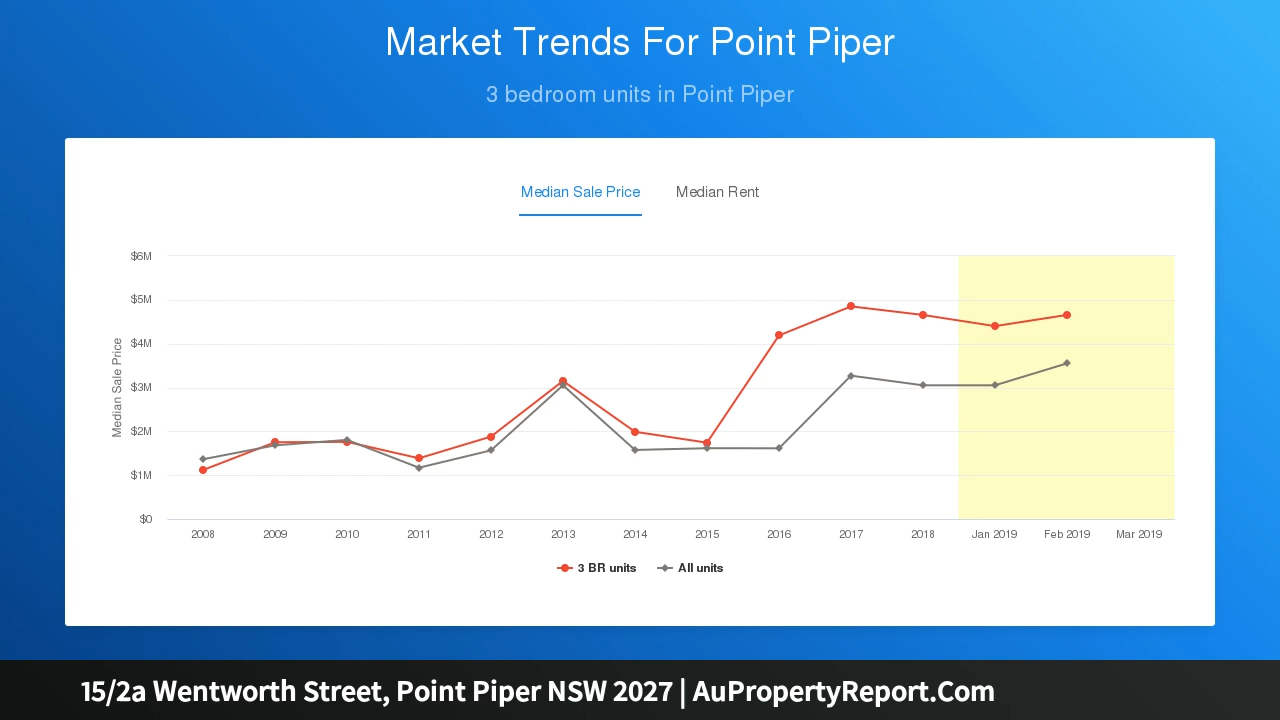 Market Trends For Point Piper
3 bedroom units in Point Piper
Median Sale Price Median Rent
$6M
$5M
$4M
$3M
$2M
$1M
$0
Median Sale Price
2008 2009 2010 2011 2012 2013 2014 2015 2016 2017 2018 Jan 2019 Feb 2019 Mar 2019
3 BR units All units
15/2a Wentworth Street, Point Piper NSW 2027 | AuPropertyReport.Com